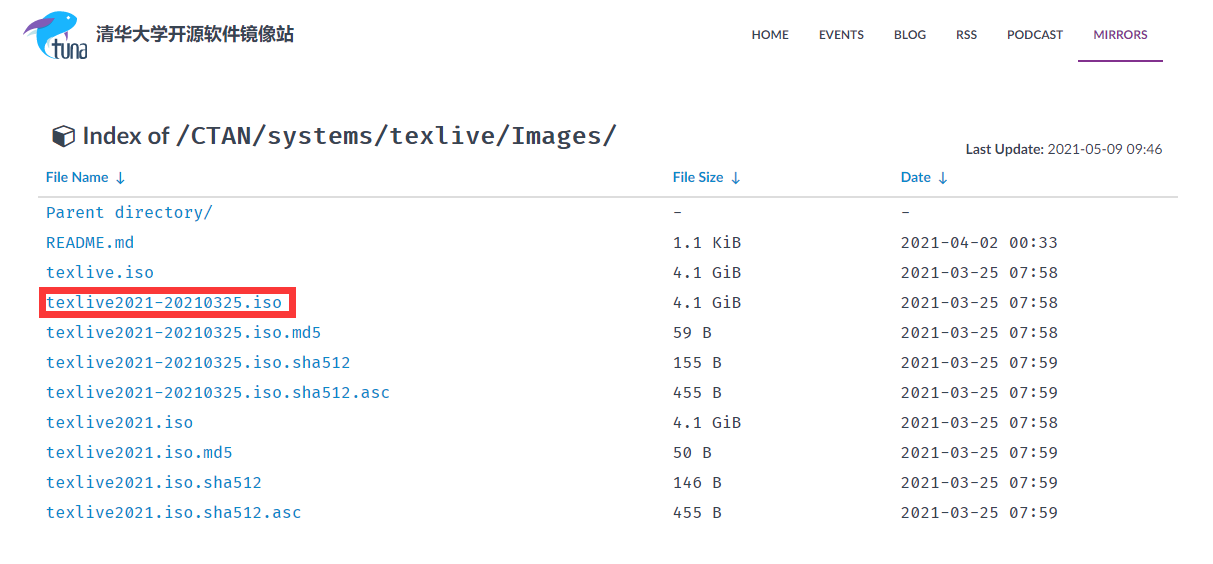 tuna 清华大学开源软件镜像站 HOME EVENTS BLOG RSS PODCAST MIRRORS
Index of /CTAN/systems/texlive/Images/
Last Update: 2021-05-09 09:46
File Name ↓ File Size ↓ Date ↓
Parent directory/ - -
README.md 1.1 KiB 2021-04-02 00:33
texlive.iso 4.1 GiB 2021-03-25 07:58
texlive2021-20210325.iso 4.1 GiB 2021-03-25 07:58
texlive2021-20210325.iso.md5 59 B 2021-03-25 07:58
texlive2021-20210325.iso.sha512 155 B 2021-03-25 07:59
texlive2021-20210325.iso.sha512.asc 455 B 2021-03-25 07:59
texlive2021.iso 4.1 GiB 2021-03-25 07:58
texlive2021.iso.md5 50 B 2021-03-25 07:59
texlive2021.iso.sha512 146 B 2021-03-25 07:59
texlive2021.iso.sha512.asc 455 B 2021-03-25 07:59